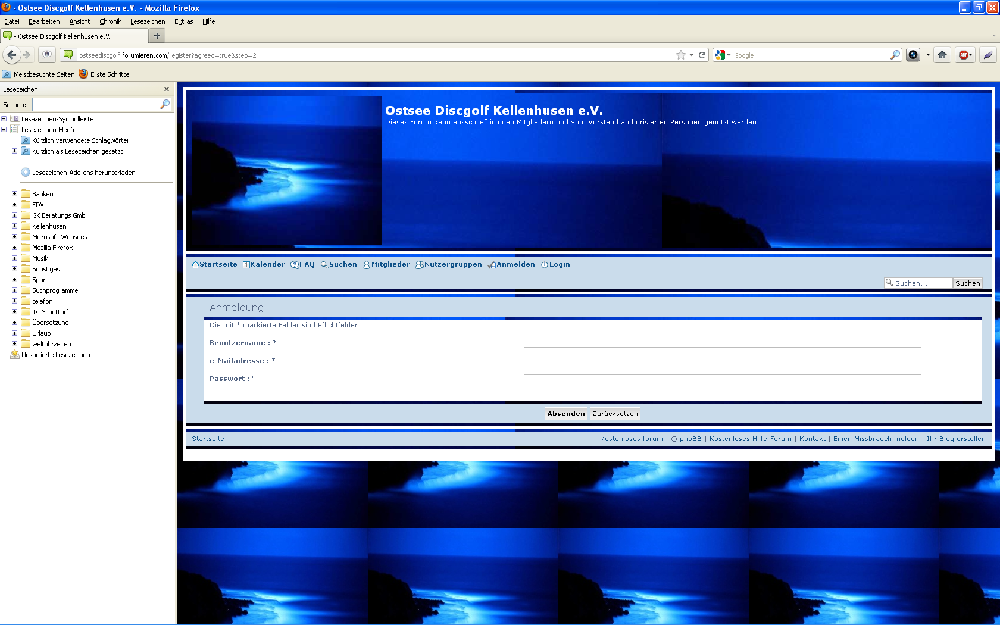 - Ostsee Discgolf Kellenhusen e.V. - Mozilla Firefox
Datei Bearbeiten Ansicht Chronik Lesezeichen Extras Hilfe
- Ostsee Discgolf Kellenhusen e.V.
ostseediscgolf.forumieren.com/register?agreed=true&step=2
Google
ABP
Meistbesuchte Seiten Erste Schritte
Lesezeichen
Suchen:
Lesezeichen-Symbolleiste
Lesezeichen-Menü
Kürzlich verwendete Schlagwörter
Kürzlich als Lesezeichen gesetzt
Lesezeichen-Add-ons herunterladen
Banken
EDV
GK Beratungs GmbH
Kellenhusen
Microsoft-Websites
Mozilla Firefox
Musik
Sonstiges
Sport
Suchprogramme
telefon
TC Schüttorf
Übersetzung
Urlaub
weltuhrzeiten
Unsortierte Lesezeichen
Ostsee Discgolf Kellenhusen e.V.
Dieses Forum kann ausschließlich den Mitgliedern und vom Vorstand authorisierten Personen genutzt werden.
Startseite Kalender FAQ Suchen Mitglieder Nutzergruppen Anmelden Login
Suchen... Suchen
Anmeldung
Die mit * markierte Felder sind Pflichtfelder.
Benutzername : *
e-Mailadresse : *
Passwort : *
Absenden Zurücksetzen
Startseite
Kostenloses forum | © phpBB | Kostenloses Hilfe-Forum | Kontakt | Einen Missbrauch melden | Ihr Blog erstellen